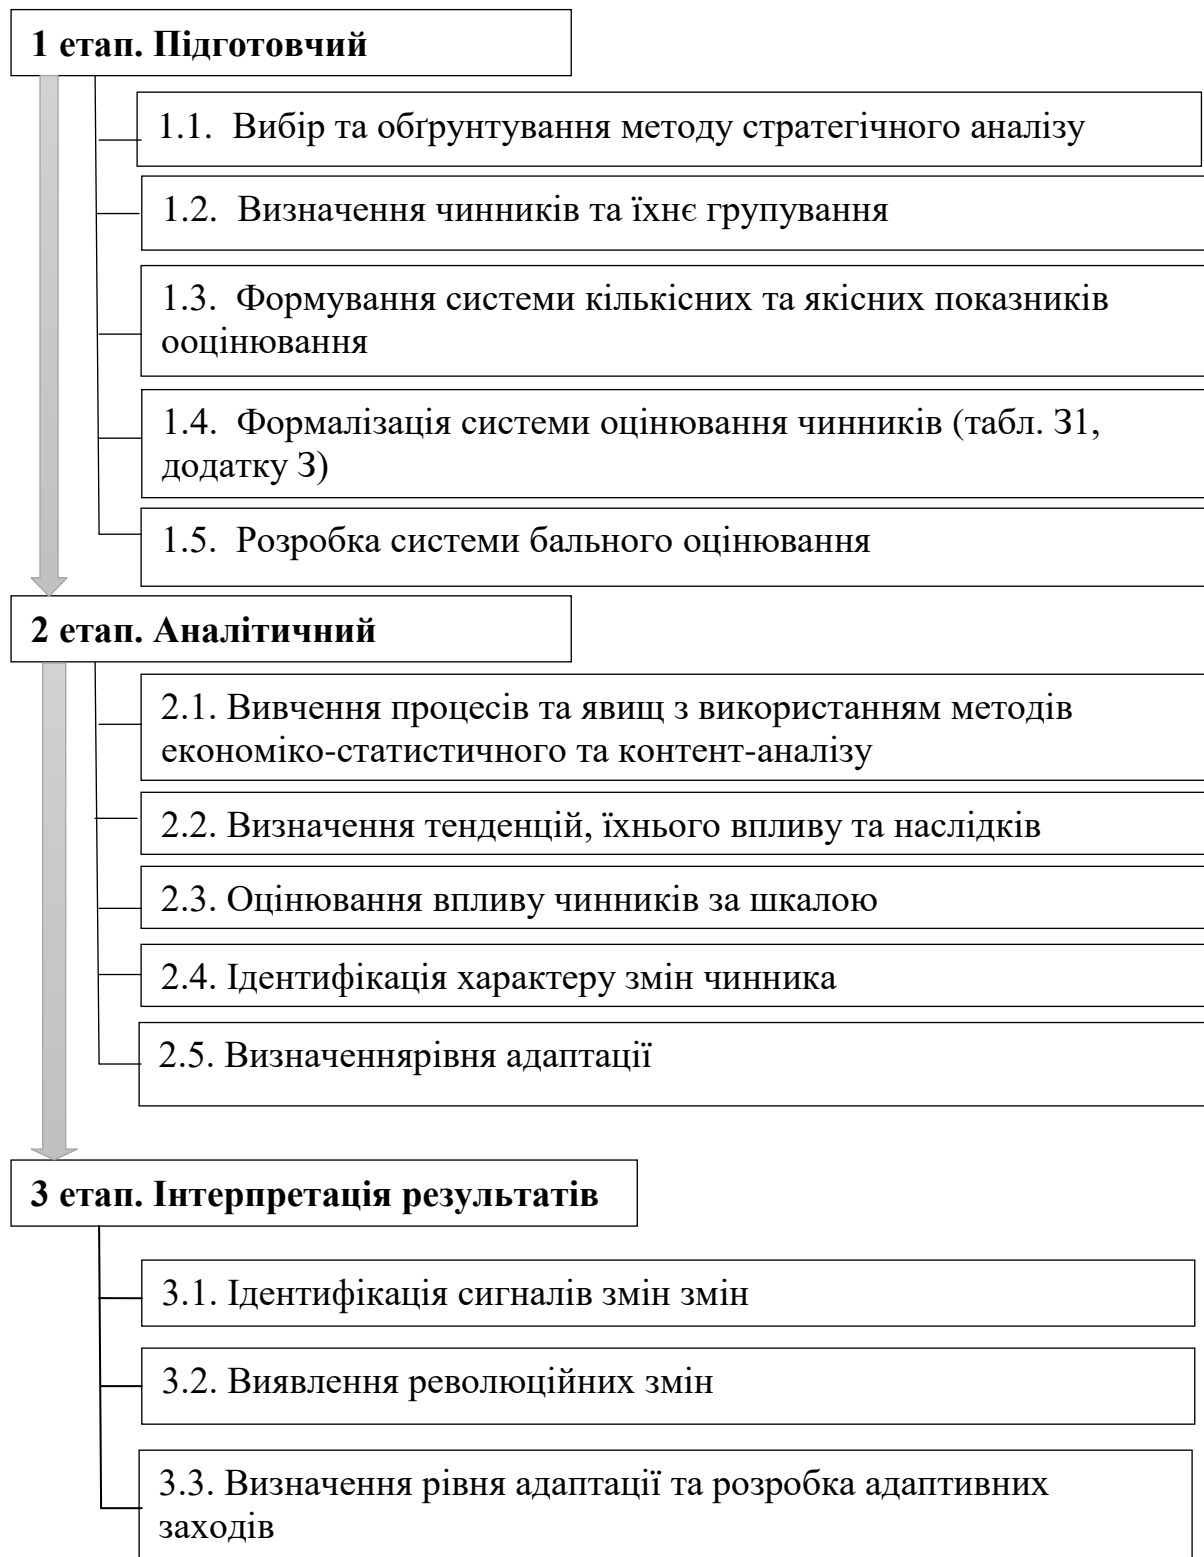 1 етап. Підготовчий
1.1. Вибір та обґрунтування методу стратегічного аналізу
1.2. Визначення чинників та їхнє групування
1.3. Формування системи кількісних та якісних показників
ооцінювання
1.4. Формалізація системи оцінювання чинників (табл. З1,
додатку З)
1.5. Розробка системи бального оцінювання
2 етап. Аналітичний
2.1. Вивчення процесів та явищ з використанням методів
економіко-статистичного та контент-аналізу
2.2. Визначення тенденцій, їхнього впливу та наслідків
2.3. Оцінювання впливу чинників за шкалою
2.4. Ідентифікація характеру змін чинника
2.5. Визначеннярівня адаптації
3 етап. Інтерпретація результатів
3.1. Ідентифікація сигналів змін змін
3.2. Виявлення революційних змін
3.3. Визначення рівня адаптації та розробка адаптивних
заходів